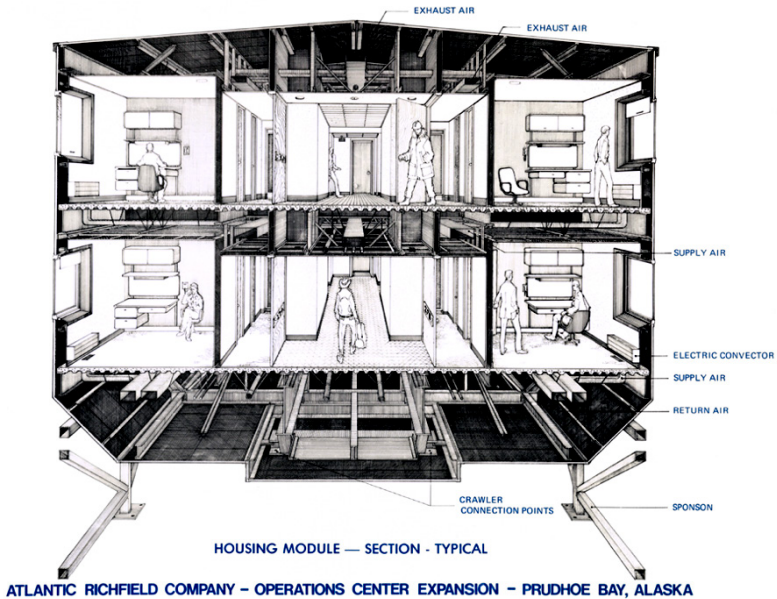 EXHAUST AIR
EXHAUST AIR
SUPPLY AIR
ELECTRIC CONVECTOR
SUPPLY AIR
RETURN AIR
CRAWLER
CONNECTION POINTS
SPONSON
HOUSING MODULE — SECTION - TYPICAL
ATLANTIC RICHFIELD COMPANY – OPERATIONS CENTER EXPANSION – PRUDHOE BAY, ALASKA